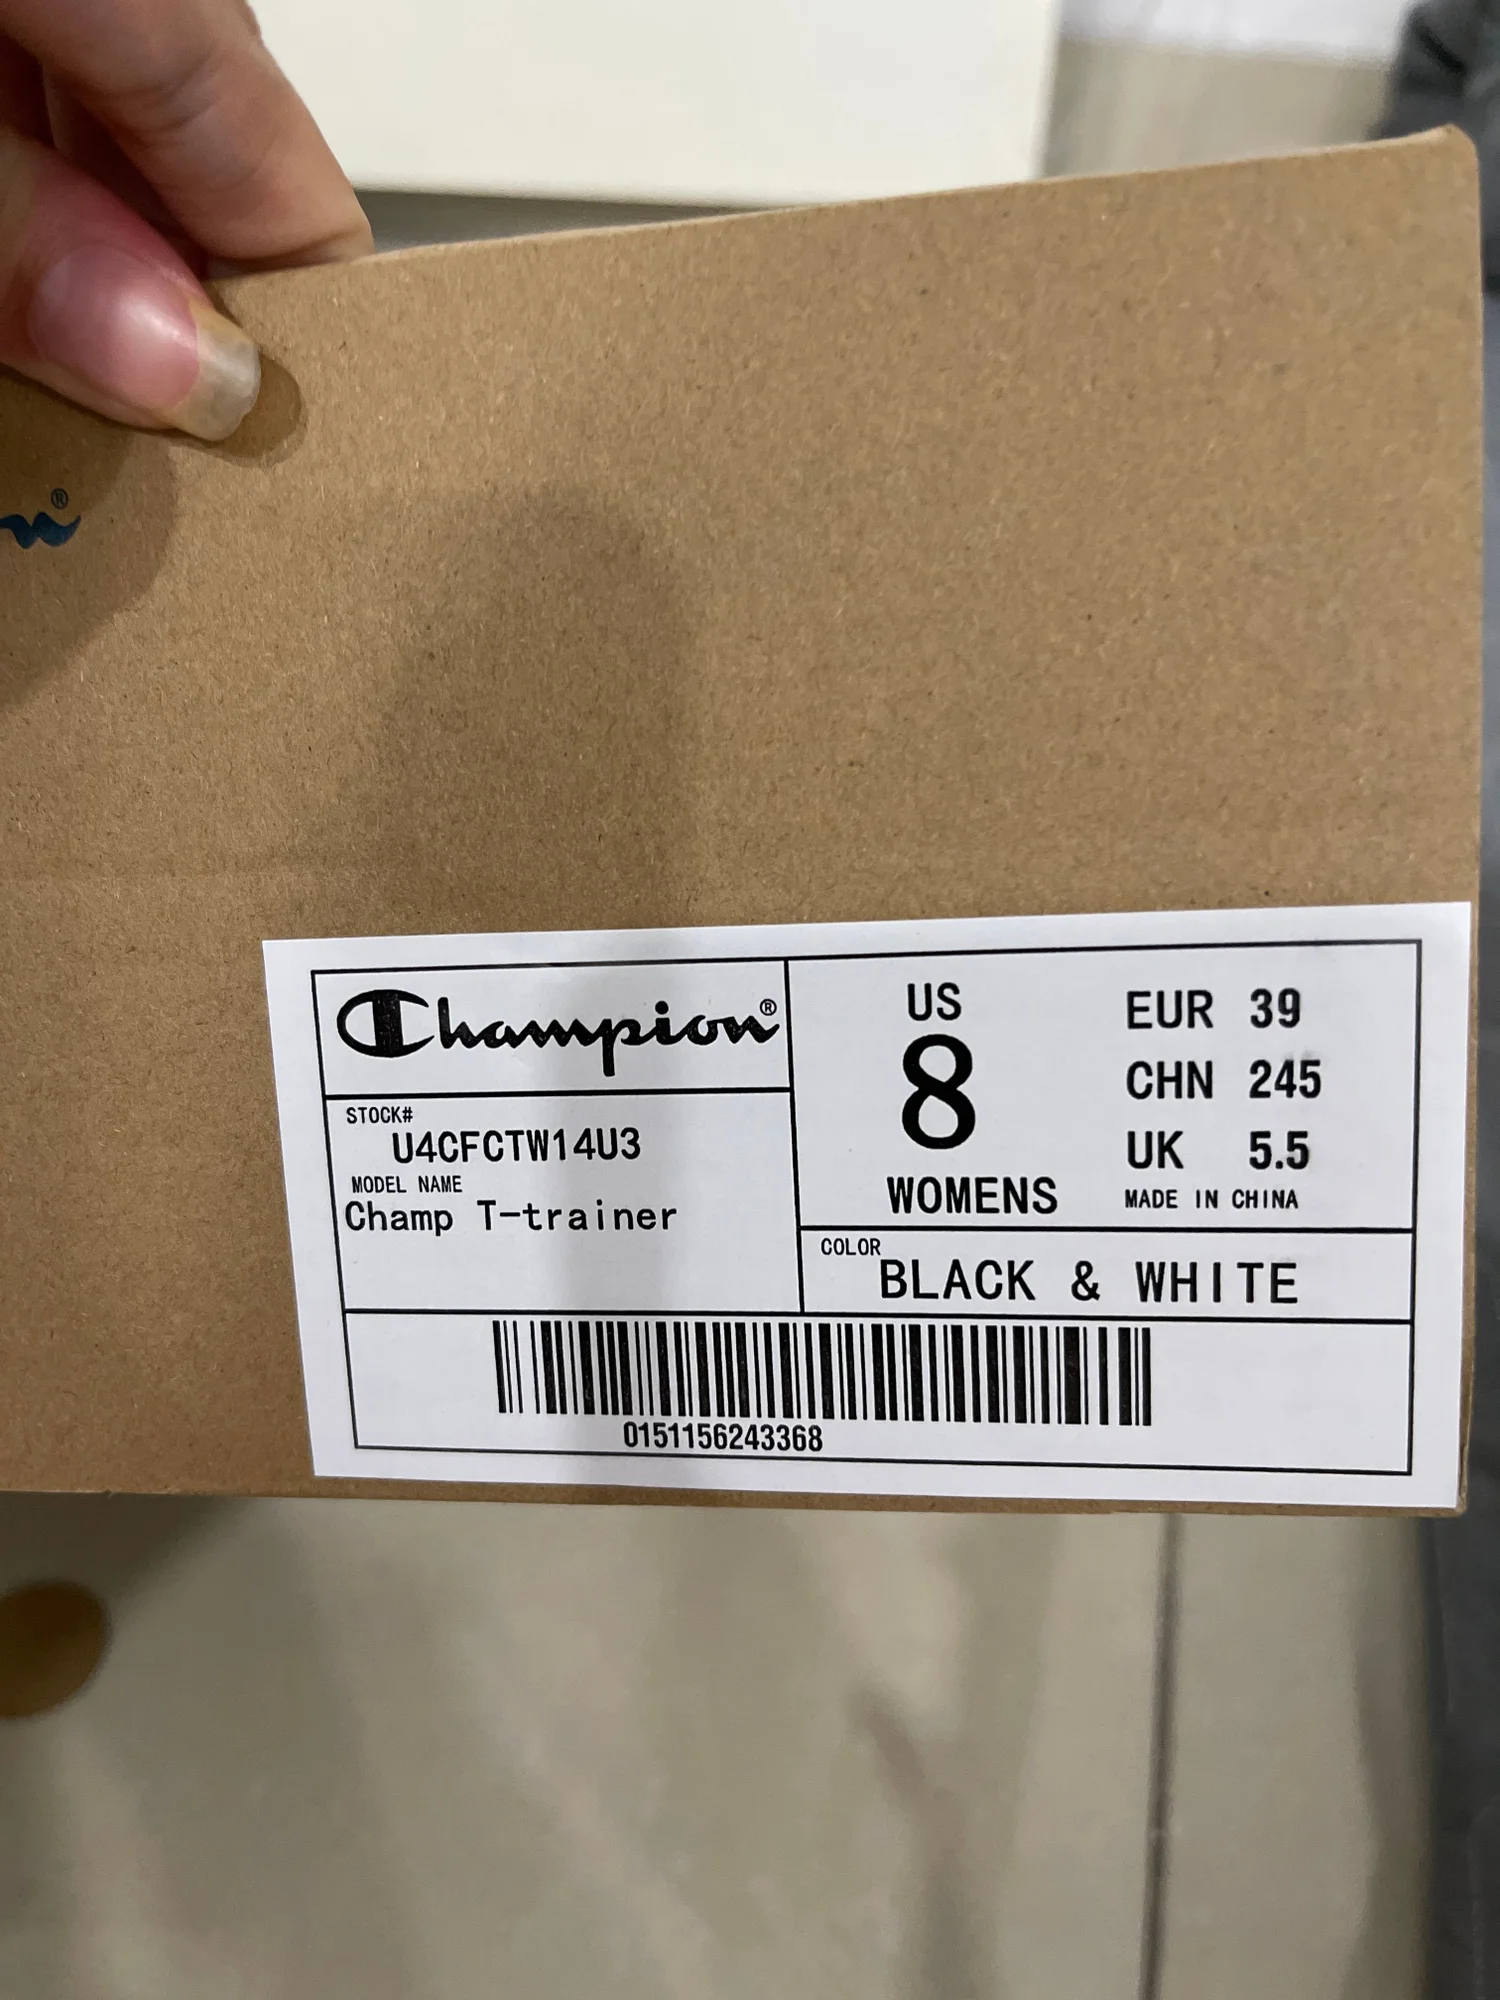 Champion®
STOCK#
U4CFCTW14U3
MODEL NAME
Champ T-trainer
US
8
WOMENS
EUR 39
CHN 245
UK 5.5
MADE IN CHINA
COLOR
BLACK & WHITE
0151156243368